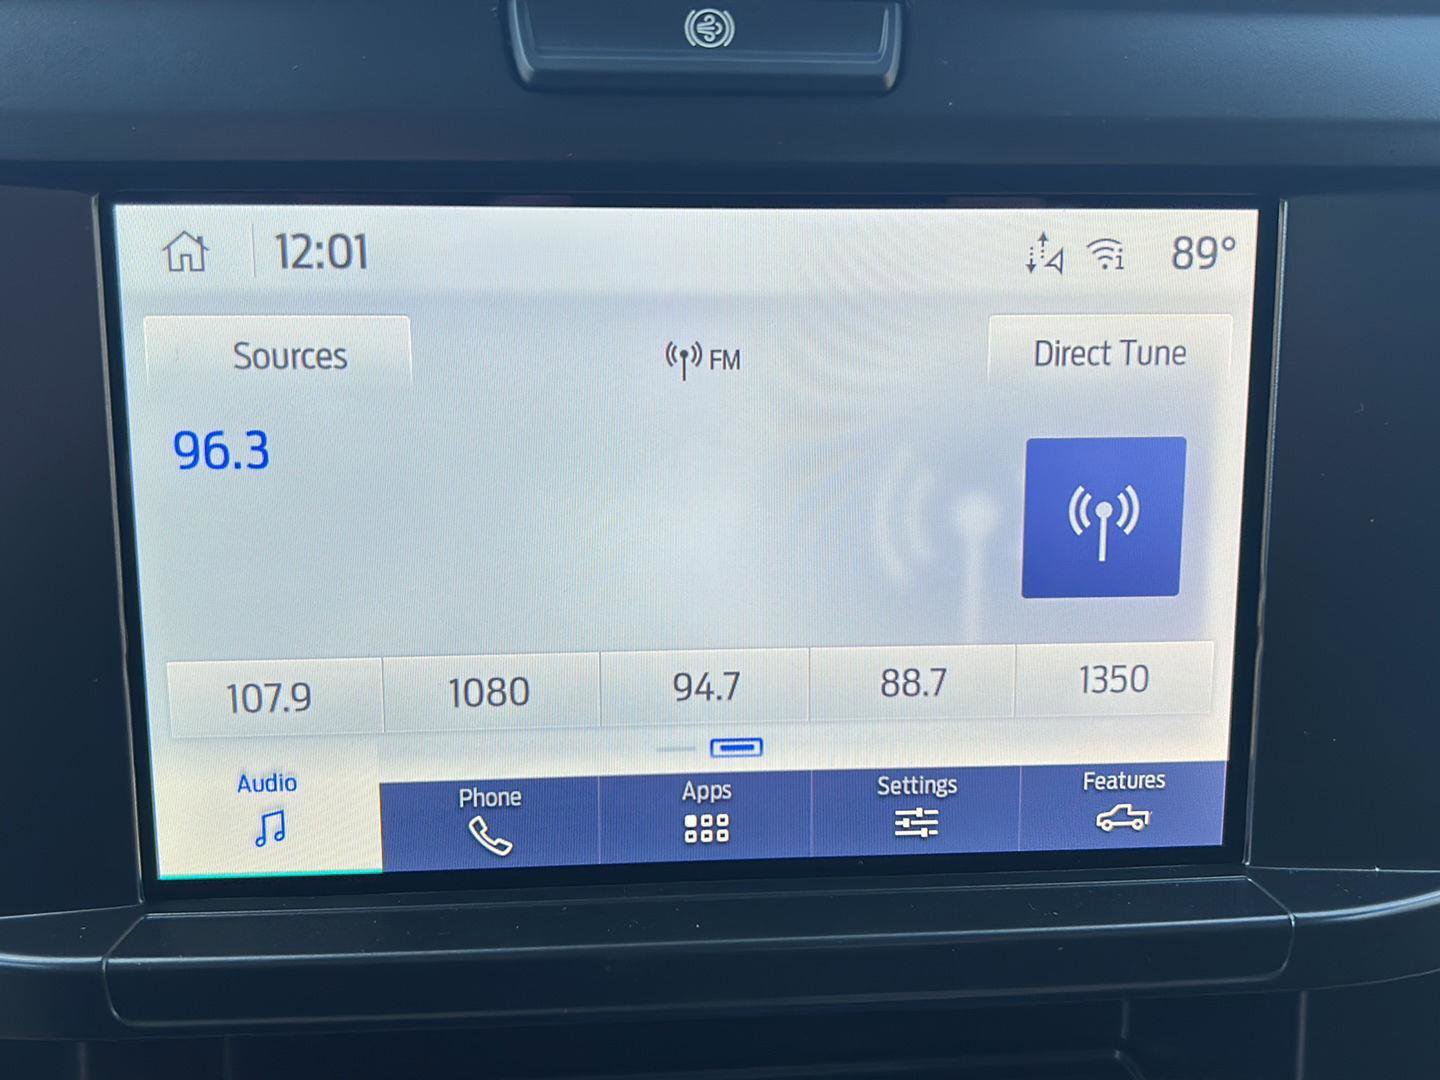 12:01 89°
Sources FM Direct Tune
96.3
107.9 1080 94.7 88.7 1350
Audio Phone Apps Settings Features